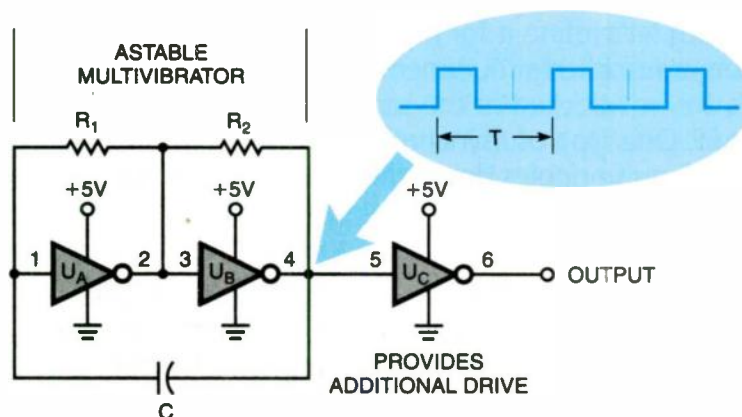 ASTABLE
MULTIVIBRATOR
T
R1
R2
+5V
+5V
+5V
1
UA
2
3
UB
4
5
UC
6
OUTPUT
C
PROVIDES
ADDITIONAL DRIVE